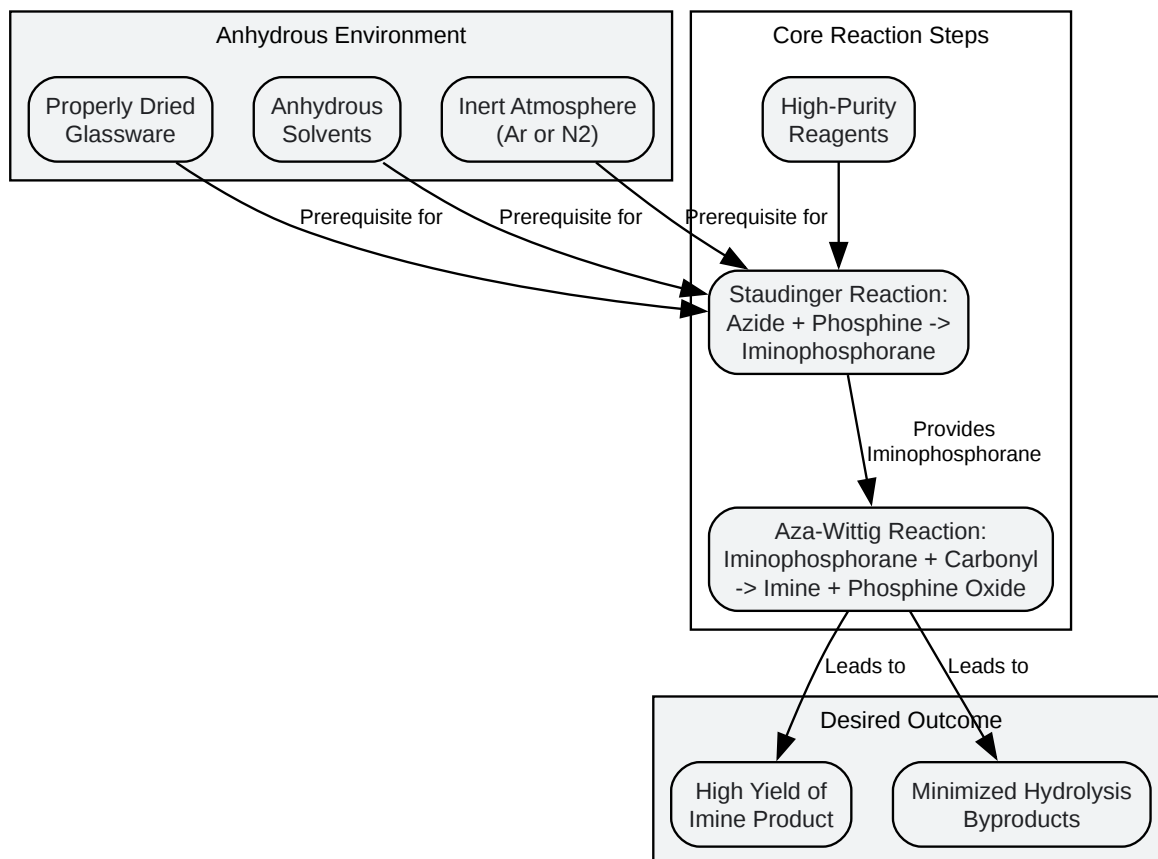 Anhydrous Environment
Core Reaction Steps
Properly Dried
Glassware
Anhydrous
Solvents
Inert Atmosphere
(Ar or N2)
High-Purity
Reagents
Prerequisite for
Prerequisite for
Prerequisite for
Staudinger Reaction:
Azide + Phosphine ->
Iminophosphorane
Provides
Iminophosphorane
Aza-Wittig Reaction:
Iminophosphorane + Carbonyl
-> Imine + Phosphine Oxide
Leads to
Leads to
Desired Outcome
High Yield of
Imine Product
Minimized Hydrolysis
Byproducts